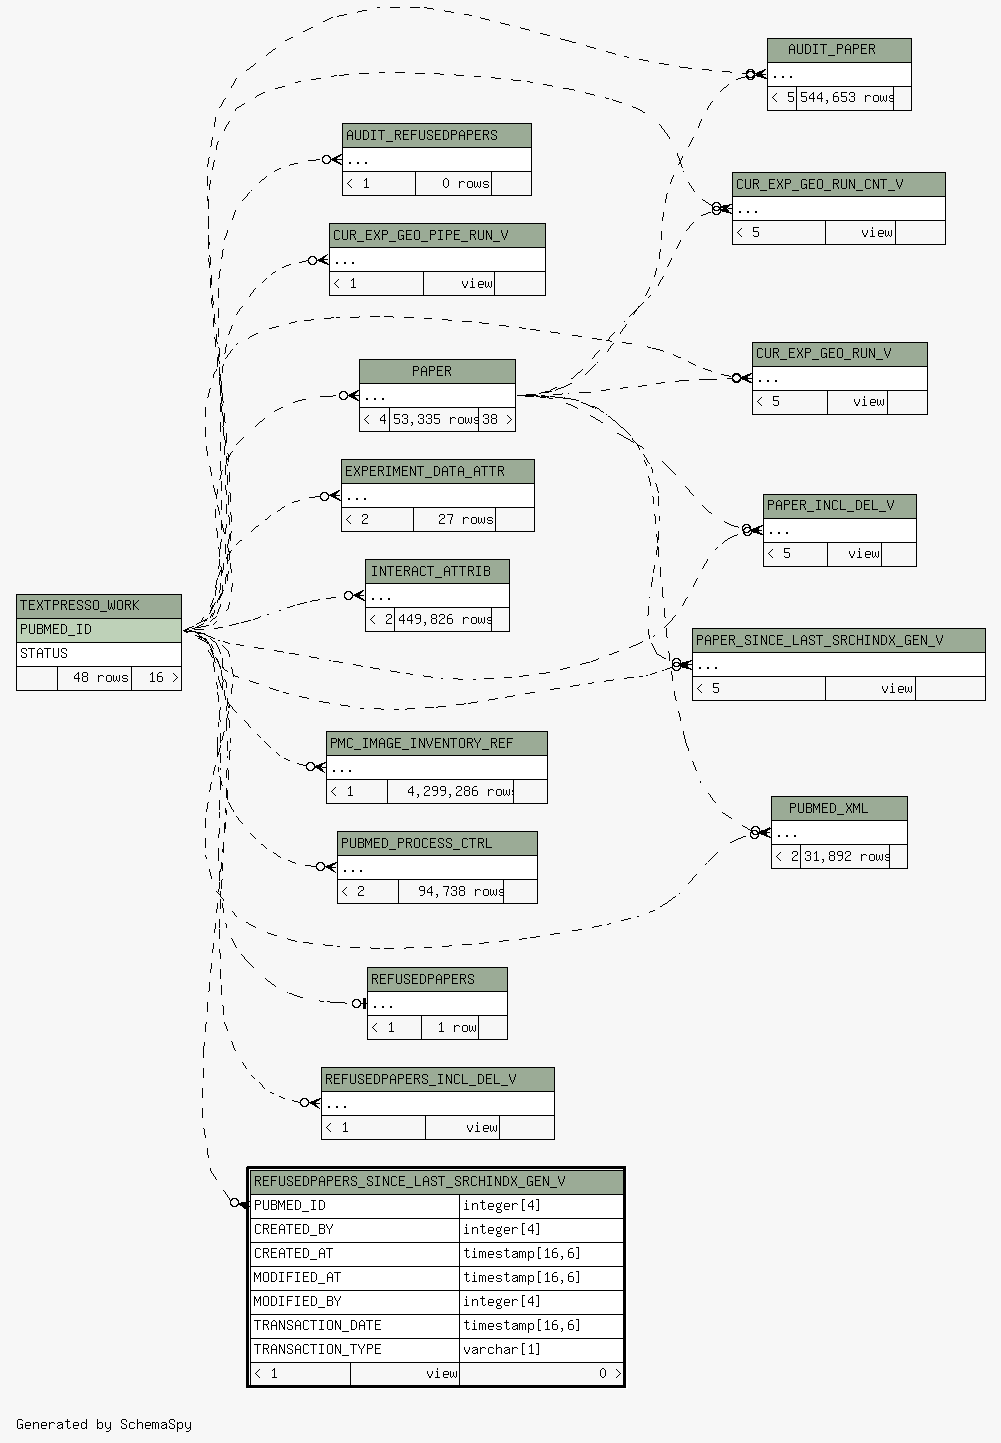 AUDIT_PAPER
...
< 5 544,653 rows
AUDIT_REFUSEDPAPERS
...
< 1 0 rows
CUR_EXP_GEO_RUN_CNT_V
...
< 5 view
CUR_EXP_GEO_PIPE_RUN_V
...
< 1 view
CUR_EXP_GEO_RUN_V
...
< 5 view
PAPER
...
< 4 53,335 rows 38 >
EXPERIMENT_DATA_ATTR
...
< 2 27 rows
PAPER_INCL_DEL_V
...
< 5 view
INTERACT_ATTRIB
...
< 2 449,826 rows
TEXTPRESSO_WORK
PUBMED_ID
STATUS
48 rows 16 >
PAPER_SINCE_LAST_SRCHINDX_GEN_V
...
< 5 view
PMC_IMAGE_INVENTORY_REF
...
< 1 4,299,286 rows
PUBMED_XML
...
< 2 31,892 rows
PUBMED_PROCESS_CTRL
...
< 2 94,738 rows
REFUSEDPAPERS
...
< 1 1 row
REFUSEDPAPERS_INCL_DEL_V
...
< 1 view
REFUSEDPAPERS_SINCE_LAST_SRCHINDX_GEN_V
PUBMED_ID integer[4]
CREATED_BY integer[4]
CREATED_AT timestamp[16,6]
MODIFIED_AT timestamp[16,6]
MODIFIED_BY integer[4]
TRANSACTION_DATE timestamp[16,6]
TRANSACTION_TYPE varchar[1]
< 1 view 0 >
Generated by SchemaSpy